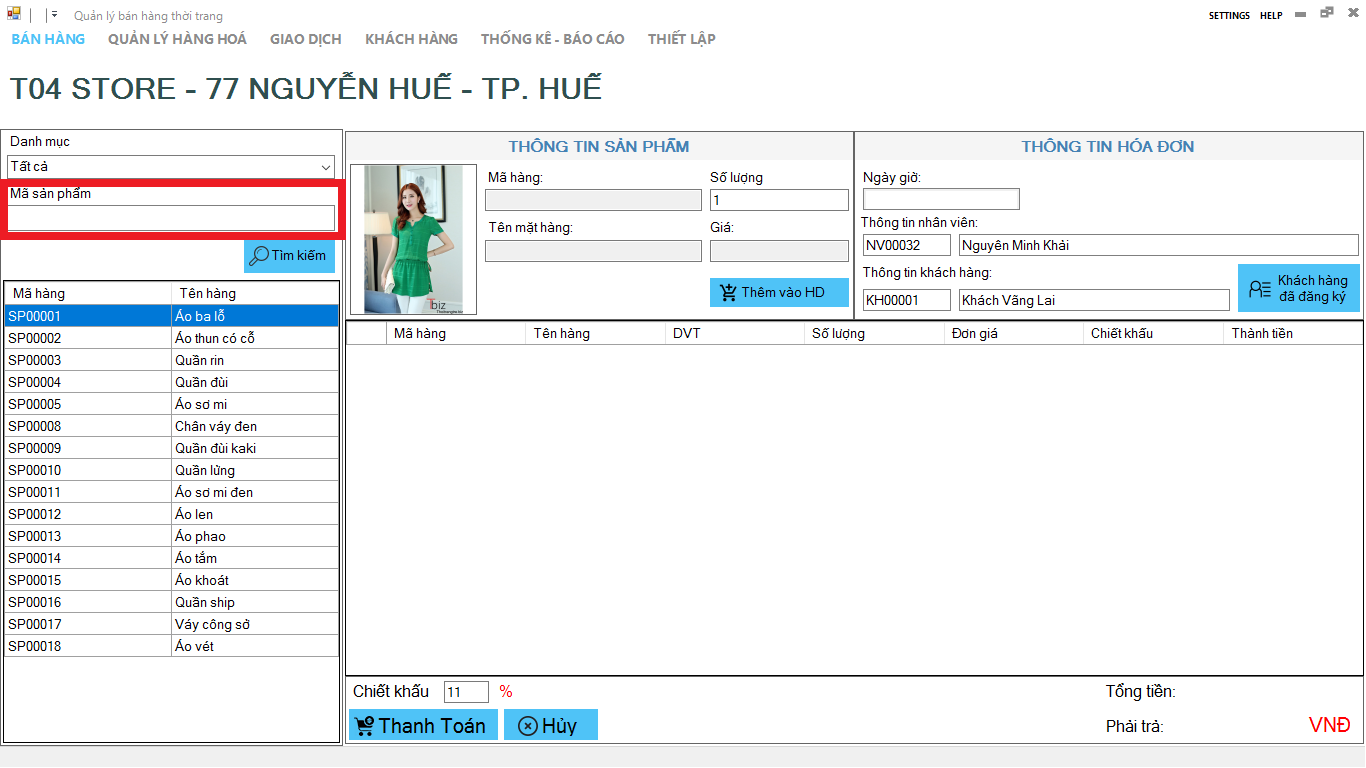 Quản lý bán hàng thời trang
SETTINGS HELP
BÁN HÀNG QUẢN LÝ HÀNG HOÁ GIAO DỊCH KHÁCH HÀNG THỐNG KÊ - BÁO CÁO THIẾT LẬP
T04 STORE - 77 NGUYỄN HUẾ - TP. HUẾ
Danh mục
Tất cả
Mã sản phẩm
Tìm kiếm
Mã hàng Tên hàng
SP00001 Áo ba lỗ
SP00002 Áo thun có cỗ
SP00003 Quần rin
SP00004 Quần đùi
SP00005 Áo sơ mi
SP00008 Chân váy đen
SP00009 Quần đùi kaki
SP00010 Quần lửng
SP00011 Áo sơ mi đen
SP00012 Áo len
SP00013 Áo phao
SP00014 Áo tắm
SP00015 Áo khoát
SP00016 Quần ship
SP00017 Váy công sở
SP00018 Áo vét
THÔNG TIN SẢN PHẨM
Mã hàng:
Số lượng
1
Tên mặt hàng:
Giá:
Thêm vào HD
THÔNG TIN HÓA ĐƠN
Ngày giờ:
Thông tin nhân viên:
NV00032 Nguyên Minh Khải
Thông tin khách hàng:
KH00001 Khách Vãng Lai
Khách hàng
đã đăng ký
Mã hàng Tên hàng DVT Số lượng Đơn giá Chiết khấu Thành tiền
Chiết khấu 11 %
Tổng tiền:
Thanh Toán Hủy
Phải trả: VNĐ